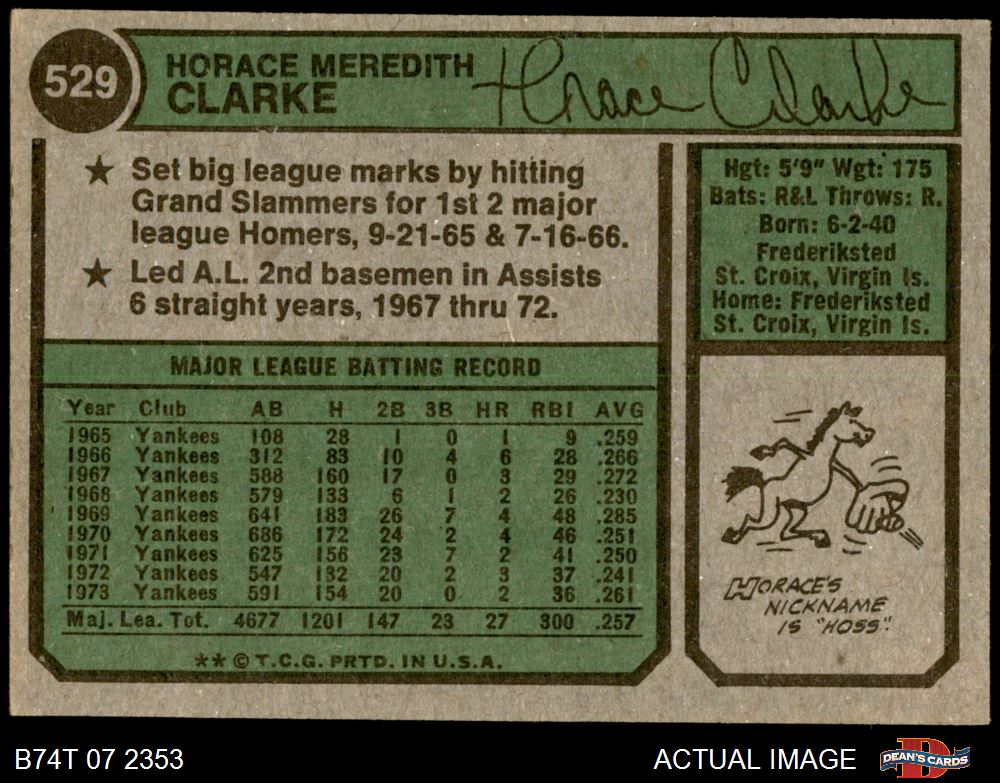 529
HORACE MEREDITH
CLARKE
Horace Clarke
★ Set big league marks by hitting
Grand Slammers for 1st 2 major
league Homers, 9-21-65 & 7-16-66.
★ Led A.L. 2nd basemen in Assists
6 straight years, 1967 thru 72.
Hgt: 5'9" Wgt: 175
Bats: R&L Throws: R.
Born: 6-2-40
Frederiksted
St. Croix, Virgin Is.
Home: Frederiksted
St. Croix, Virgin Is.
MAJOR LEAGUE BATTING RECORD
Year Club AB H 2B 3B HR RBI AVG
1965 Yankees 108 28 1 0 1 9 .259
1966 Yankees 312 83 10 4 6 28 .266
1967 Yankees 588 160 17 0 3 29 .272
1968 Yankees 579 133 6 1 2 26 .230
1969 Yankees 641 183 26 7 4 48 .285
1970 Yankees 686 172 24 2 4 46 .251
1971 Yankees 625 156 23 7 2 41 .250
1972 Yankees 547 132 20 2 3 37 .241
1973 Yankees 591 154 20 0 2 36 .261
Maj. Lea. Tot. 4677 1201 147 23 27 300 .257
** © T.C.G. PRTD. IN U.S.A.
HORACE'S
NICKNAME
IS "HOSS".
B74T 07 2353
ACTUAL IMAGE
DEAN'S CARDS